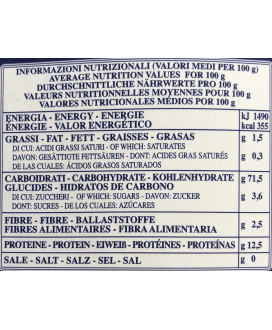 INFORMAZIONI NUTRIZIONALI (VALORI MEDI PER 100 g)
AVERAGE NUTRITION VALUES FOR 100 g
DURCHSCHNITTLICHE NÄHRWERTE PRO 100 g
VALEURS NUTRITIONNELLES MOYENNES POUR 100 g
VALORES NUTRICIONALES MÉDIOS POR 100 g
ENERGIA - ENERGY - ENERGIE kJ 1490
ÉNERGIE - VALOR ENERGÉTICO kcal 355
GRASSI - FAT - FETT - GRAISSES - GRASAS g 1,5
DI CUI: ACIDI GRASSI SATURI - OF WHICH: SATURATES
DAVON: GESÄTTIGTE FETTSÄUREN - DONT: ACIDES GRAS SATURÉS g 0,3
DE LAS CUALES: ÁCIDOS GRASOS SATURADOS
CARBOIDRATI - CARBOHYDRATE - KOHLENHYDRATE g 71,5
GLUCIDES - HIDRATOS DE CARBONO
DI CUI: ZUCCHERI - OF WHICH: SUGARS - DAVON: ZUCKER g 3,6
DONT: SUCRES - DE LOS CUALES: AZÚCARES
FIBRE - FIBRE - BALLASTSTOFFE g 2,5
FIBRES ALIMENTAIRES - FIBRA ALIMENTARIA
PROTEINE - PROTEIN - EIWEIß - PROTÉINES - PROTEÍNAS g 12,5
SALE - SALT - SALZ - SEL - SAL g 0